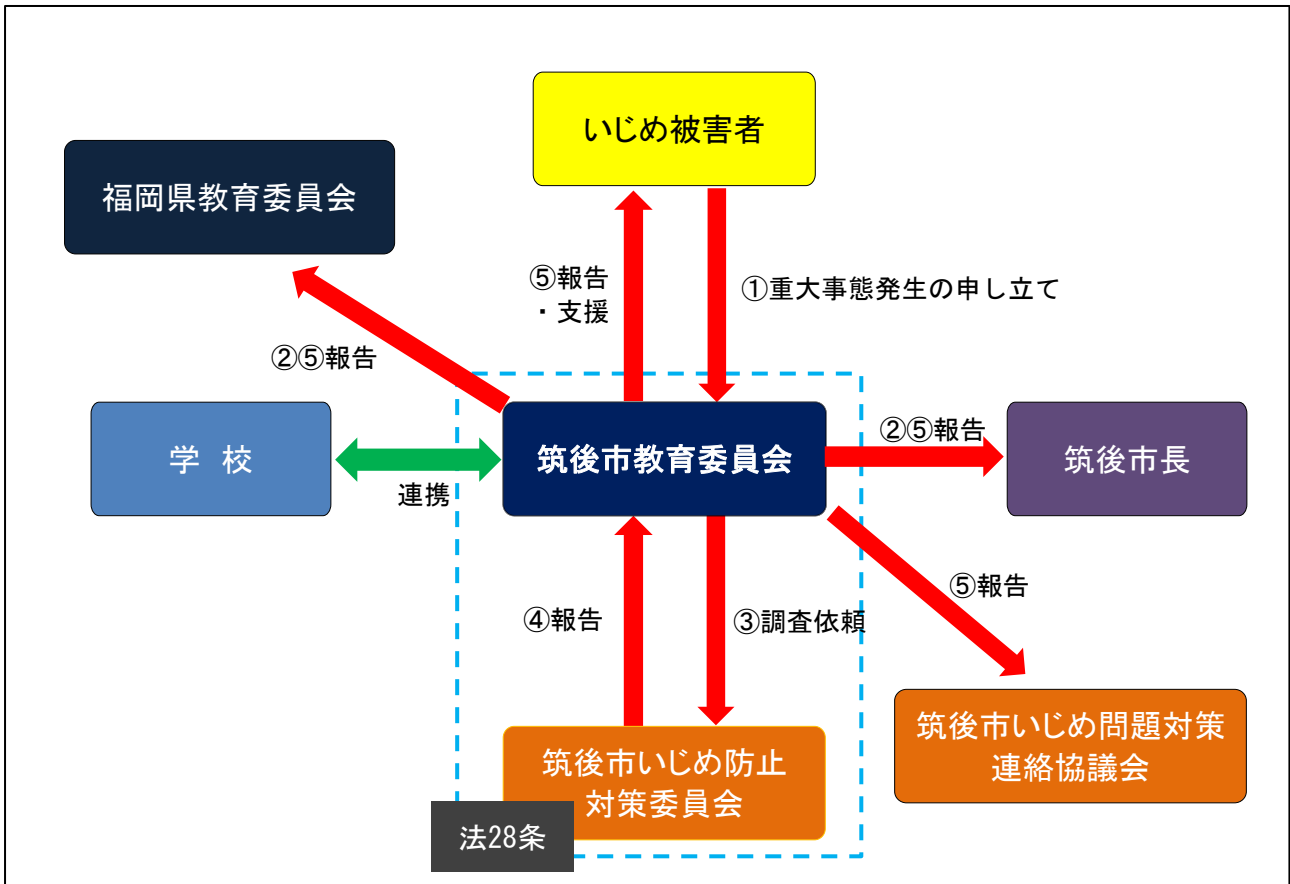 いじめ被害者
福岡県教育委員会
⑤報告
・支援
①重大事態発生の申し立て
②⑤報告
学 校
連携
筑後市教育委員会
②⑤報告
筑後市長
④報告
③調査依頼
⑤報告
筑後市いじめ防止
対策委員会
筑後市いじめ問題対策
連絡協議会
法28条